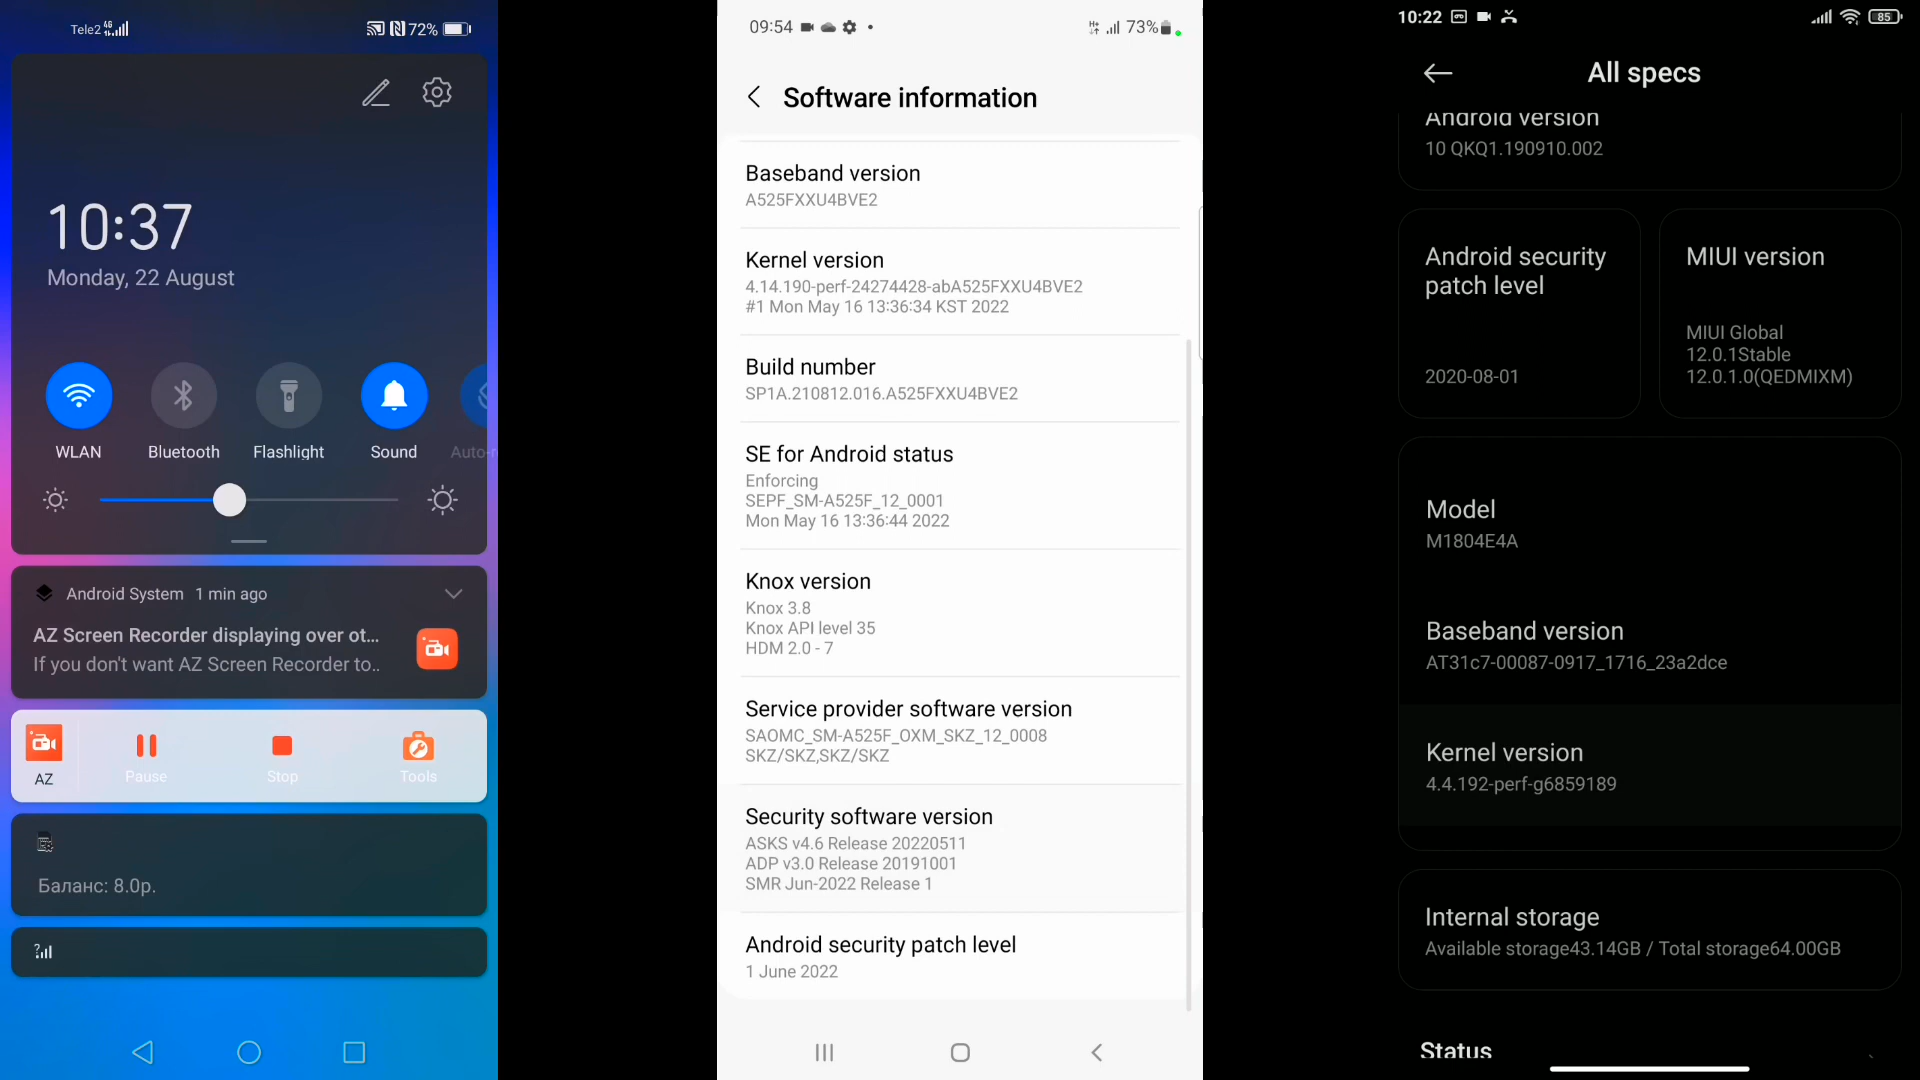 Tele2 4G
72%
10:37
Monday, 22 August
WLAN
Bluetooth
Flashlight
Sound
Auto-r
Android System 1 min ago
AZ Screen Recorder displaying over ot...
If you don't want AZ Screen Recorder to..
AZ
Pause
Stop
Tools
Баланс: 8.0р.
?
09:54
H+
73%
Software information
Baseband version
A525FXXU4BVE2
Kernel version
4.14.190-perf-24274428-abA525FXXU4BVE2
#1 Mon May 16 13:36:34 KST 2022
Build number
SP1A.210812.016.A525FXXU4BVE2
SE for Android status
Enforcing
SEPF_SM-A525F_12_0001
Mon May 16 13:36:44 2022
Knox version
Knox 3.8
Knox API level 35
HDM 2.0 - 7
Service provider software version
SAOMC_SM-A525F_OXM_SKZ_12_0008
SKZ/SKZ,SKZ/SKZ
Security software version
ASKS v4.6 Release 20220511
ADP v3.0 Release 20191001
SMR Jun-2022 Release 1
Android security patch level
1 June 2022
10:22
85
All specs
Android version
10 QKQ1.190910.002
Android security
patch level
2020-08-01
MIUI version
MIUI Global
12.0.1Stable
12.0.1.0(QEDMIXM)
Model
M1804E4A
Baseband version
AT31c7-00087-0917_1716_23a2dce
Kernel version
4.4.192-perf-g6859189
Internal storage
Available storage43.14GB / Total storage64.00GB
Status